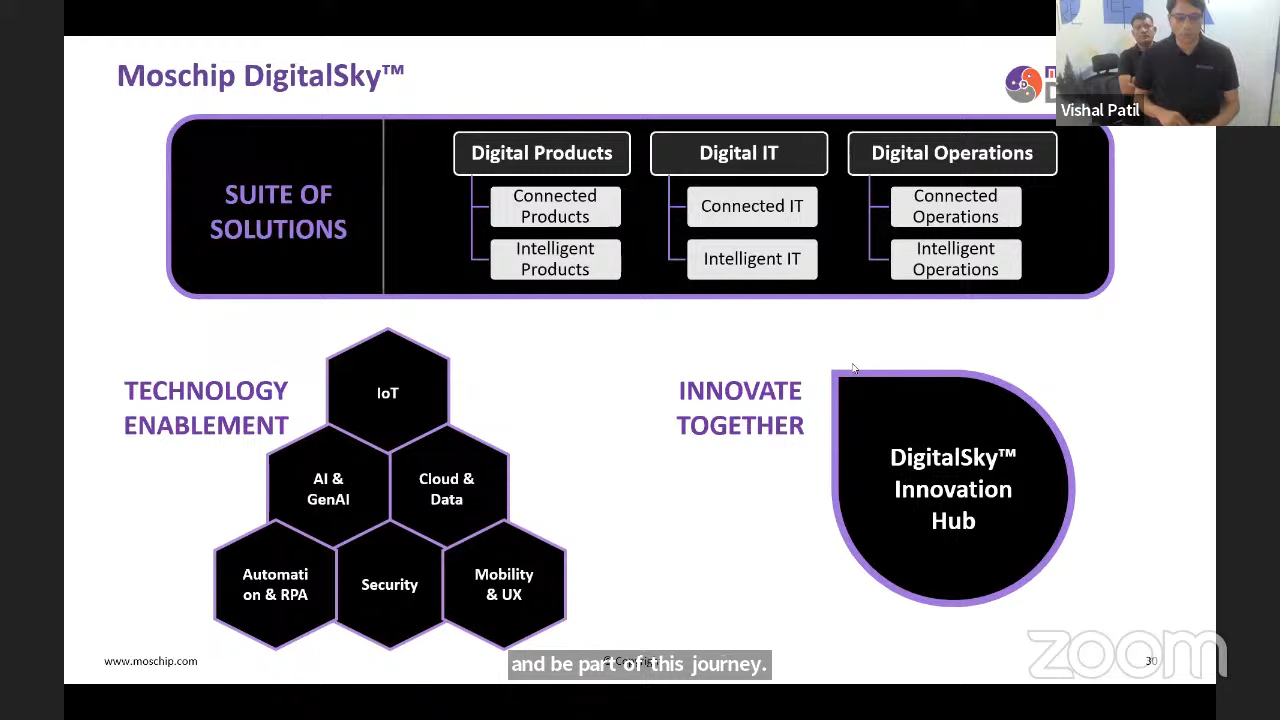 Moschip DigitalSky™
Vishal Patil
SUITE OF
SOLUTIONS
Digital Products
Connected
Products
Intelligent
Products
Digital IT
Connected IT
Intelligent IT
Digital Operations
Connected
Operations
Intelligent
Operations
TECHNOLOGY
ENABLEMENT
IoT
AI &
GenAI
Cloud &
Data
Automati
on & RPA
Security
Mobility
& UX
INNOVATE
TOGETHER
DigitalSky™
Innovation
Hub
www.moschip.com
and be part of this journey.
30
zoom